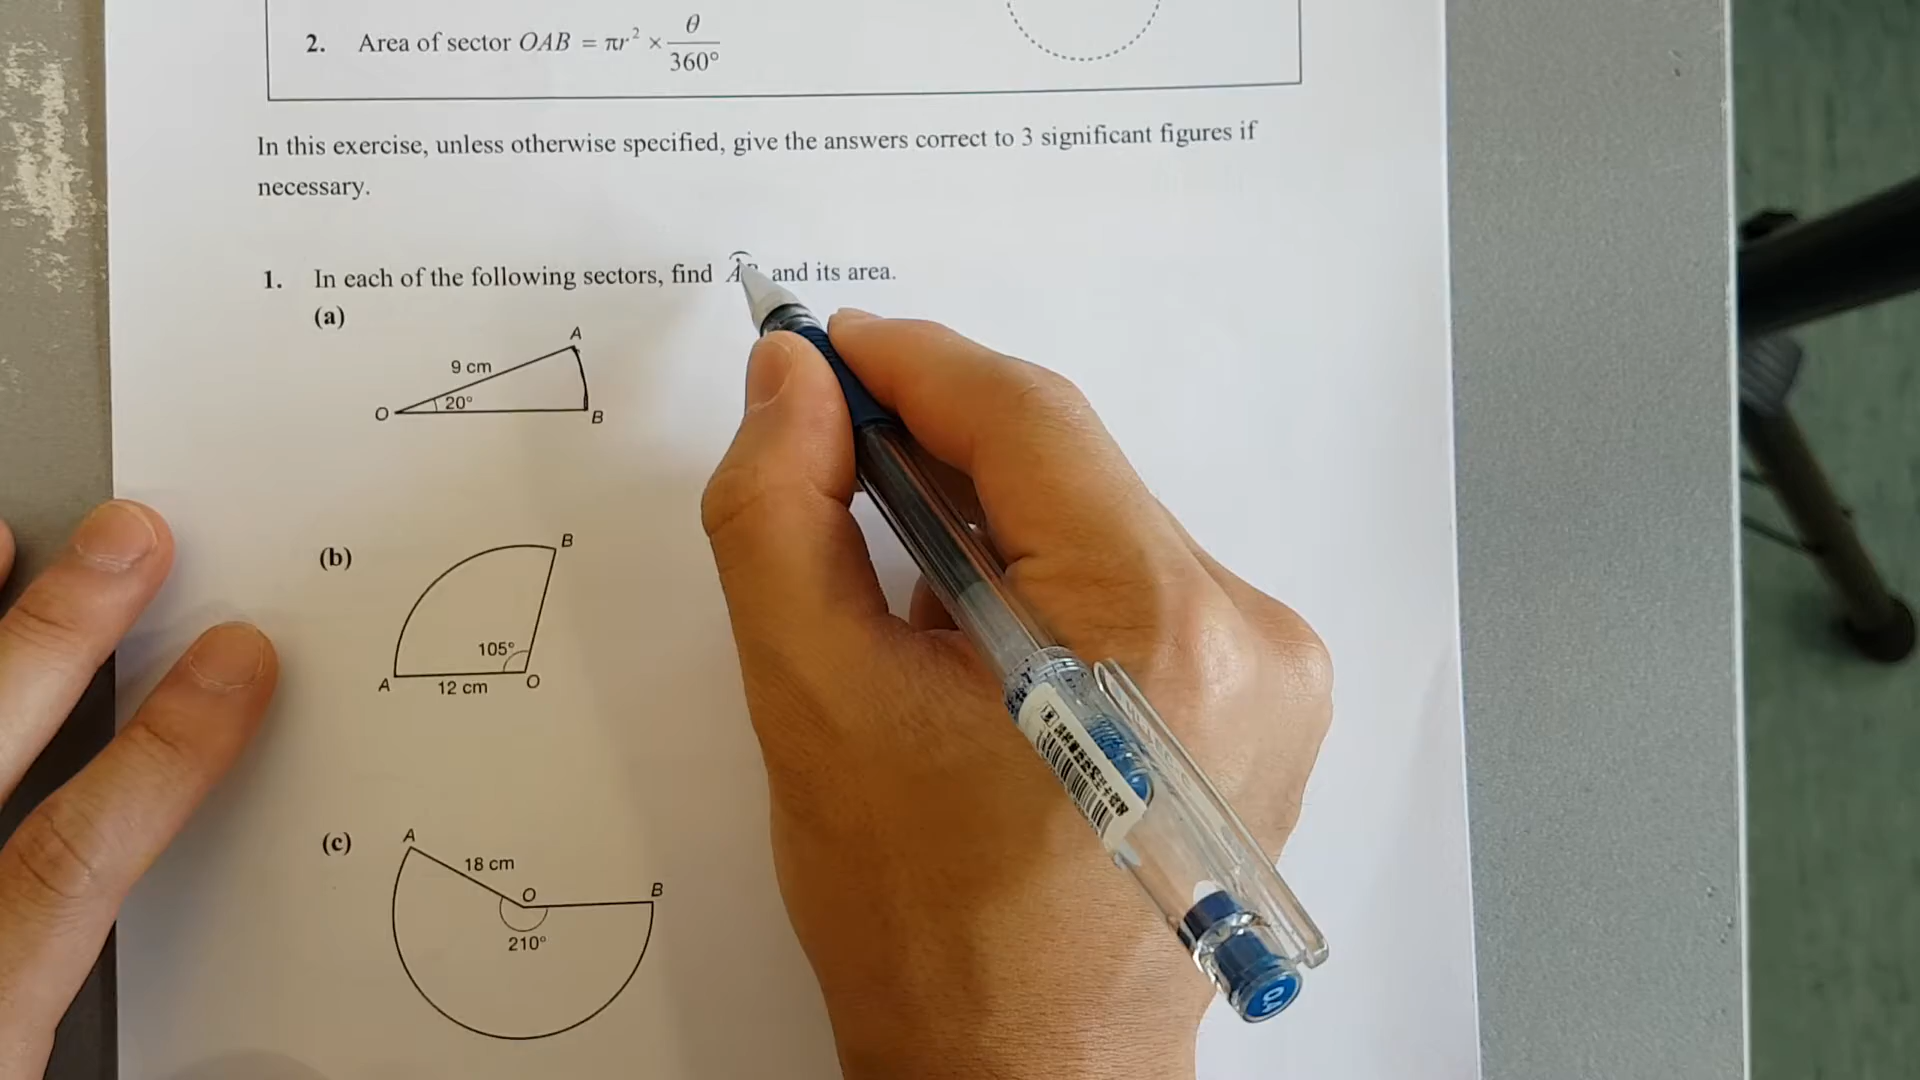 2. Area of sector OAB = πr² × θ/360°
In this exercise, unless otherwise specified, give the answers correct to 3 significant figures if
necessary.
1. In each of the following sectors, find A and its area.
(a)
A
9 cm
O 20° B
(b)
B
105°
A 12 cm O
(c)
A
18 cm
O B
210°